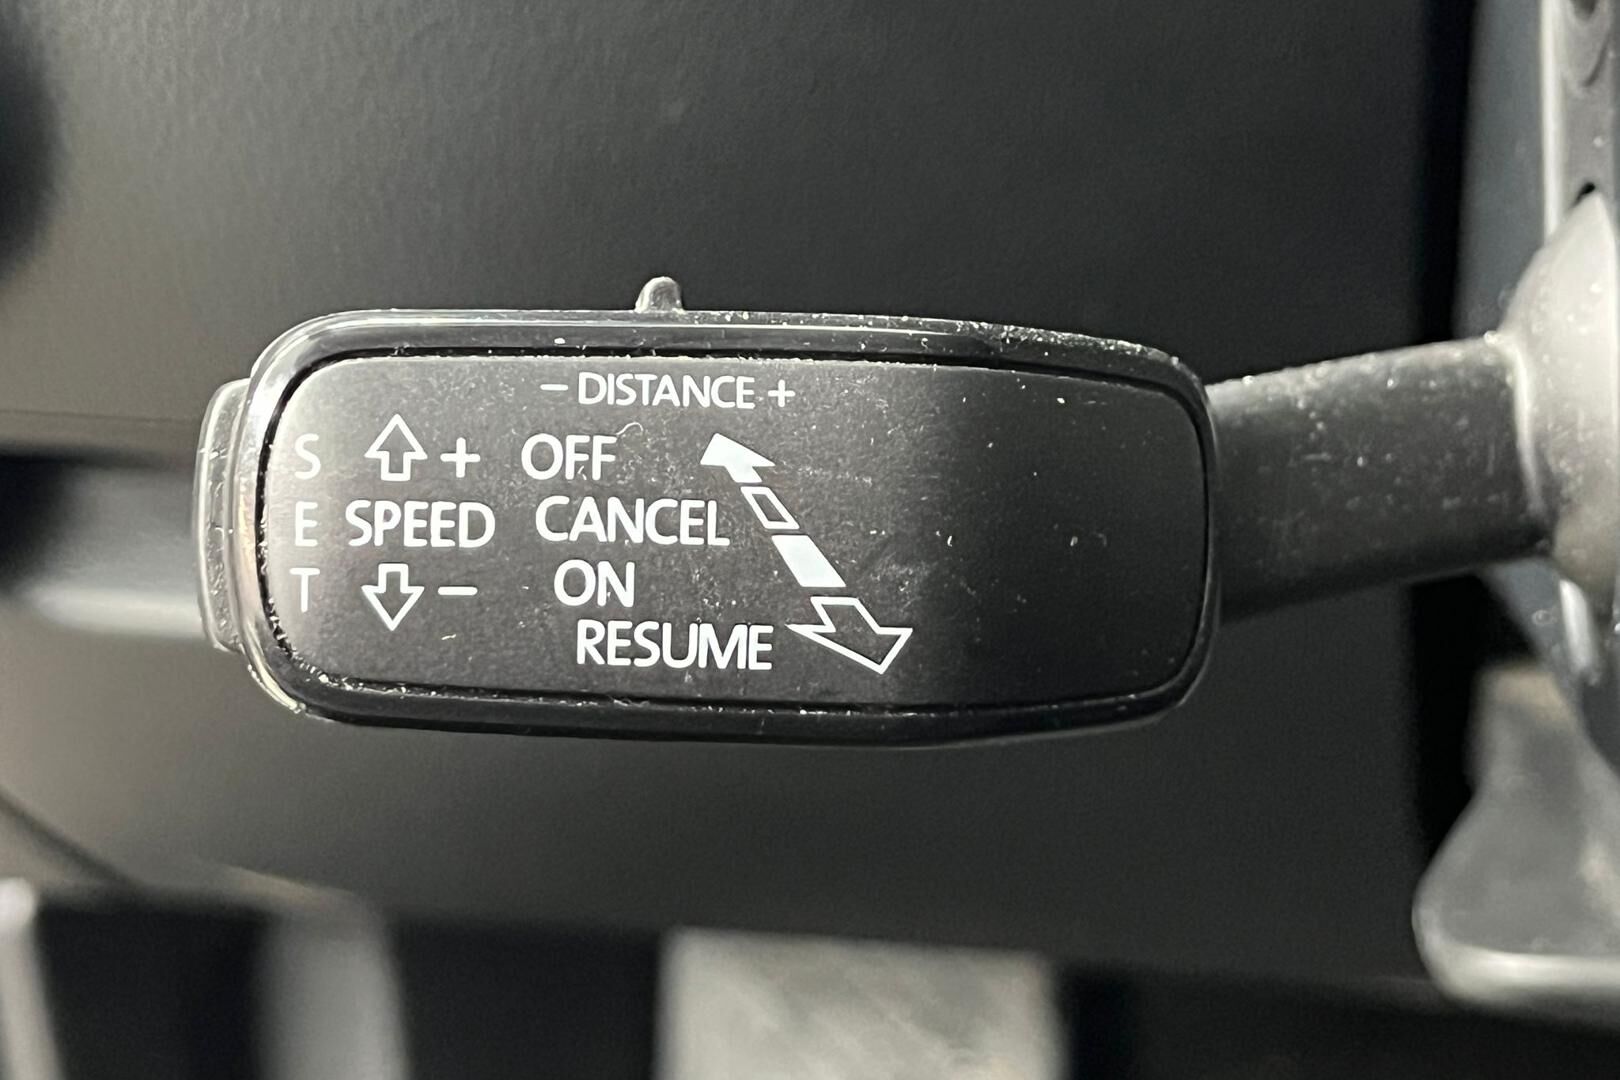 − DISTANCE +
S + OFF
E SPEED CANCEL
T − ON
RESUME